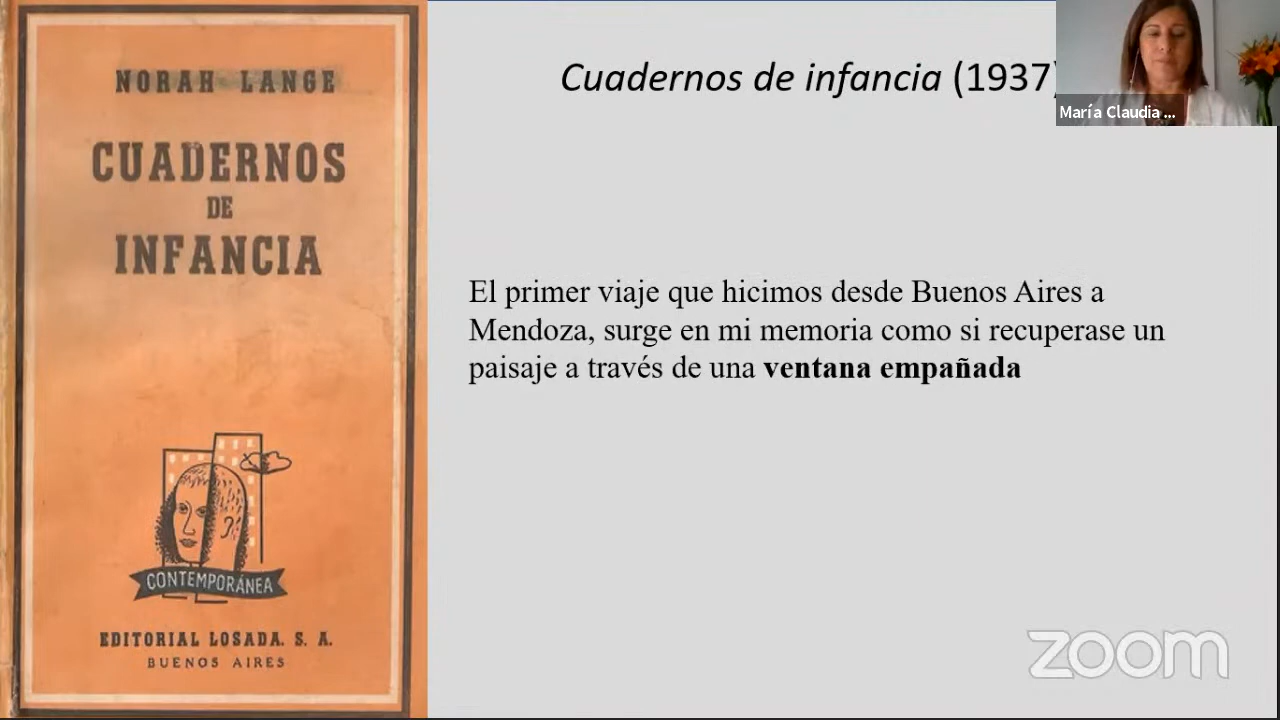 NORAH LANGE
CUADERNOS
DE
INFANCIA
CONTEMPORÁNEA
EDITORIAL LOSADA. S. A.
BUENOS AIRES
Cuadernos de infancia (1937)
El primer viaje que hicimos desde Buenos Aires a
Mendoza, surge en mi memoria como si recuperase un
paisaje a través de una ventana empañada
María Claudia ...
zoom